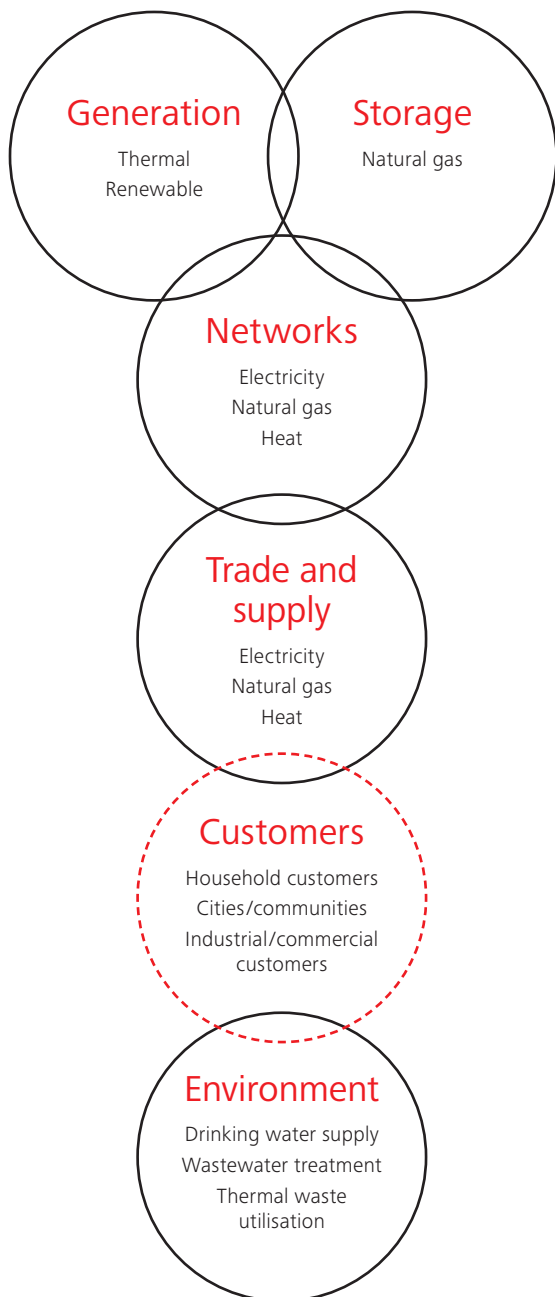 Generation
Thermal
Renewable
Storage
Natural gas
Networks
Electricity
Natural gas
Heat
Trade and
supply
Electricity
Natural gas
Heat
Customers
Household customers
Cities/communities
Industrial/commercial
customers
Environment
Drinking water supply
Wastewater treatment
Thermal waste
utilisation